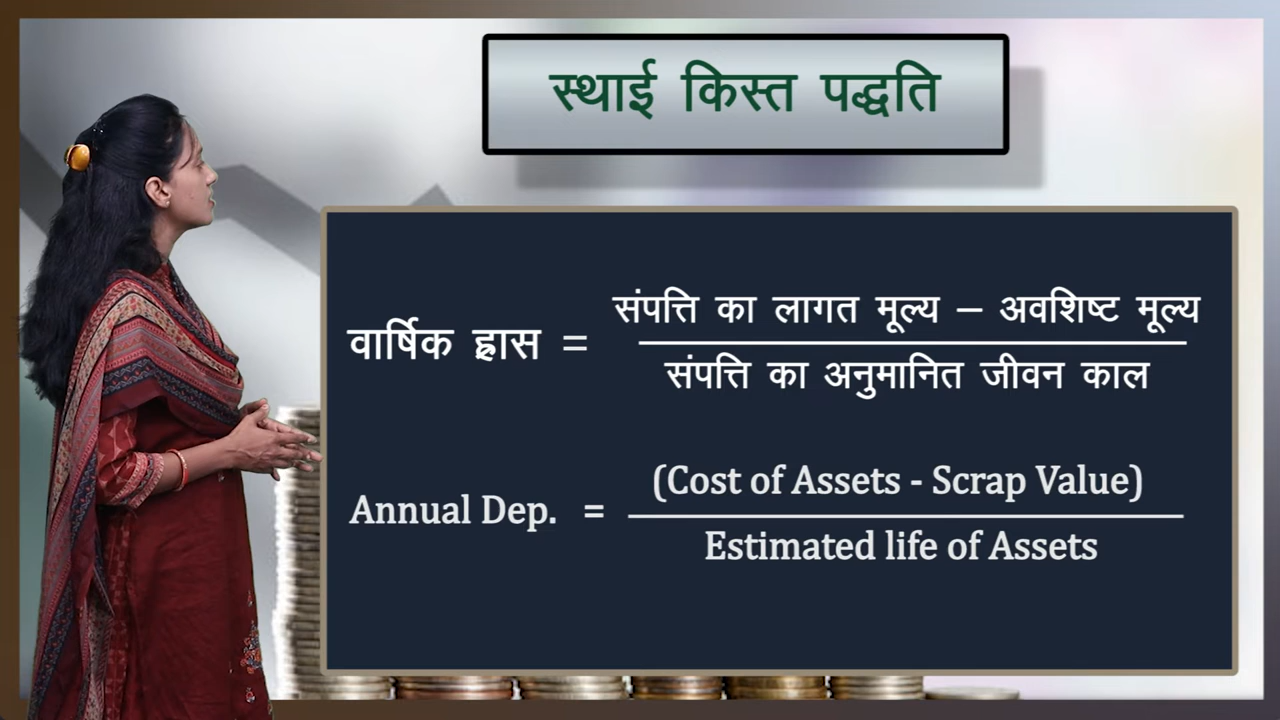 स्थाई किस्त पद्धति
वार्षिक ह्रास = संपत्ति का लागत मूल्य – अवशिष्ट मूल्य
संपत्ति का अनुमानित जीवन काल
Annual Dep. = (Cost of Assets - Scrap Value)
Estimated life of Assets